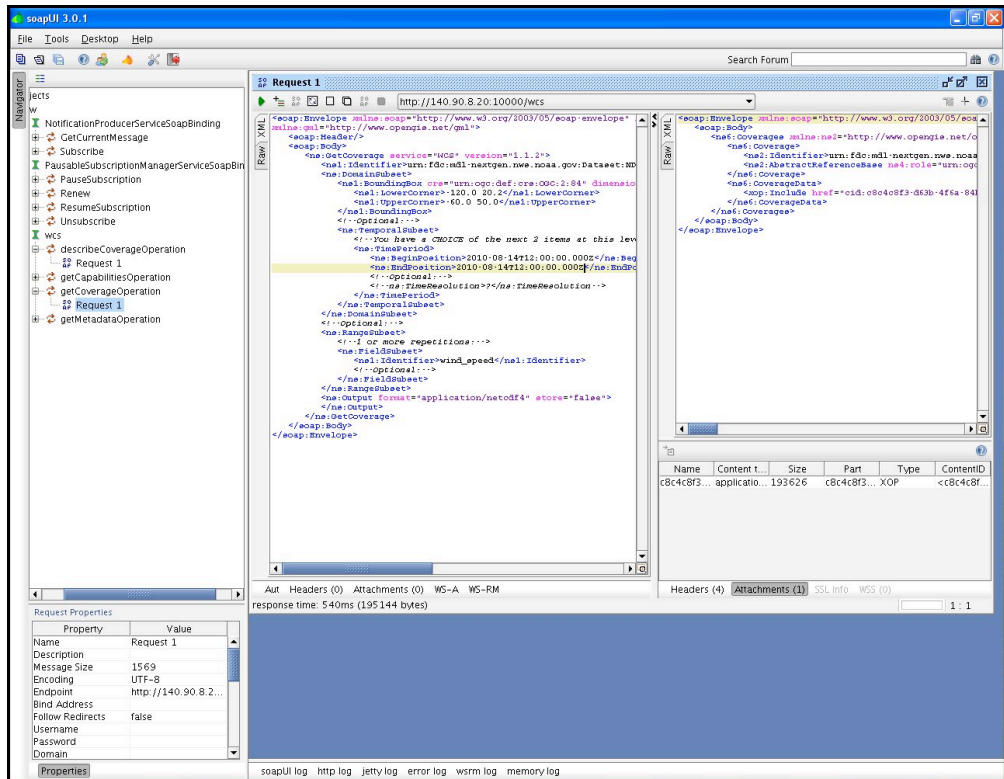 soapUI 3.0.1
File Tools Desktop Help
Search Forum
Navigator
jects
w
NotificationProducerServiceSoapBinding
GetCurrentMessage
Subscribe
PausableSubscriptionManagerServiceSoapBin
PauseSubscription
Renew
ResumeSubscription
Unsubscribe
wcs
describeCoverageOperation
Request 1
getCapabilitiesOperation
getCoverageOperation
Request 1
getMetadataOperation
Request Properties
Property Value
Name Request 1
Description
Message Size 1569
Encoding UTF-8
Endpoint http://140.90.8.2...
Bind Address
Follow Redirects false
Username
Password
Domain
Properties
Request 1
http://140.90.8.20:10000/wcs
XML
Raw
<soap:Envelope xmlns:soap="http://www.w3.org/2003/05/soap-envelope"
xmlns:gml="http://www.opengis.net/gml">
<soap:Header/>
<soap:Body>
<ns:GetCoverage service="WCS" version="1.1.2">
<ns1:Identifier>urn:fdc:mdl-nextgen.nws.noaa.gov:Dataset:ND
<ns:DomainSubset>
<ns1:BoundingBox crs="urn:ogc:def:crs:OGC:2:84" dimensio
<ns1:LowerCorner>-120.0 20.2</ns1:LowerCorner>
<ns1:UpperCorner>-60.0 50.0</ns1:UpperCorner>
</ns1:BoundingBox>
<!--Optional:-->
<ns:TemporalSubset>
<!--You have a CHOICE of the next 2 items at this lev
<ns:TimePeriod>
<ns:BeginPosition>2010-08-14T12:00:00.000Z</ns:Beg
<ns:EndPosition>2010-08-14T12:00:00.000Z</ns:EndPo
<!--Optional:-->
<!--ns:TimeResolution>?</ns:TimeResolution-->
</ns:TimePeriod>
</ns:TemporalSubset>
</ns:DomainSubset>
<!--Optional:-->
<ns:RangeSubset>
<!--1 or more repetitions:-->
<ns:FieldSubset>
<ns1:Identifier>wind_speed</ns1:Identifier>
<!--Optional:-->
</ns:FieldSubset>
</ns:RangeSubset>
<ns:Output format="application/netcdf4" store="false">
</ns:Output>
</ns:GetCoverage>
</soap:Body>
</soap:Envelope>
Aut Headers (0) Attachments (0) WS-A WS-RM
response time: 540ms (195144 bytes)
XML
Raw
<soap:Envelope xmlns:soap="http://www.w3.org/2003/05/soa
<soap:Body>
<ns6:Coverages xmlns:ns2="http://www.opengis.net/o
<ns6:Coverage>
<ns2:Identifier>urn:fdc:mdl-nextgen.nws.noaa
<ns2:AbstractReferenceBase ns4:role="urn:ogc
</ns6:Coverage>
<ns6:CoverageData>
<xop:Include href="cid:c8c4c8f3-d63b-4f6a-84b
</ns6:CoverageData>
</ns6:Coverages>
</soap:Body>
</soap:Envelope>
Name Content t... Size Part Type ContentID
c8c4c8f3... applicatio... 193626 c8c4c8f3... XOP <c8c4c8f...
Headers (4) Attachments (1) SSL Info WSS (0)
1 : 1
soapUI log http log jetty log error log wsrm log memory log